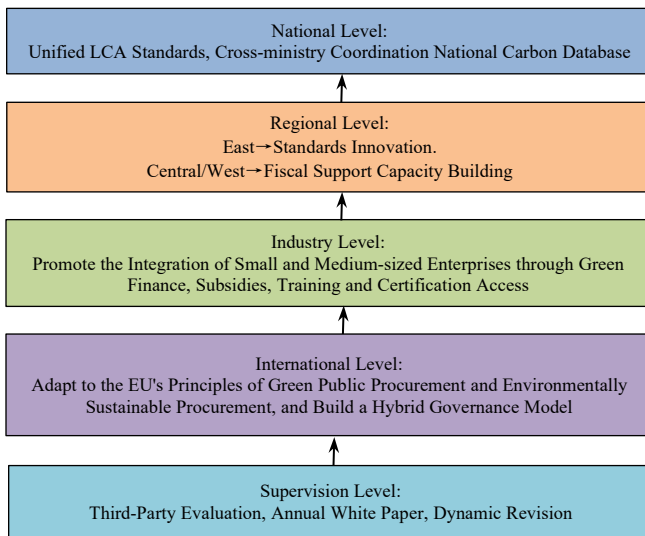 National Level:
Unified LCA Standards, Cross-ministry Coordination National Carbon Database
Regional Level:
East→Standards Innovation.
Central/West→Fiscal Support Capacity Building
Industry Level:
Promote the Integration of Small and Medium-sized Enterprises through Green
Finance, Subsidies, Training and Certification Access
International Level:
Adapt to the EU's Principles of Green Public Procurement and Environmentally
Sustainable Procurement, and Build a Hybrid Governance Model
Supervision Level:
Third-Party Evaluation, Annual White Paper, Dynamic Revision